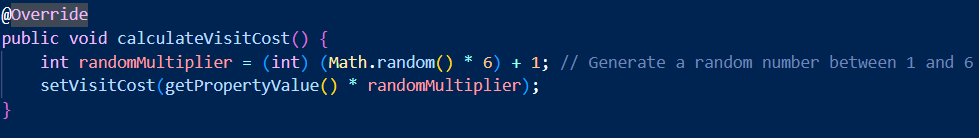 @Override
public void calculateVisitCost() {
    int randomMultiplier = (int) (Math.random() * 6) + 1; // Generate a random number between 1 and 6
    setVisitCost(getPropertyValue() * randomMultiplier);
}